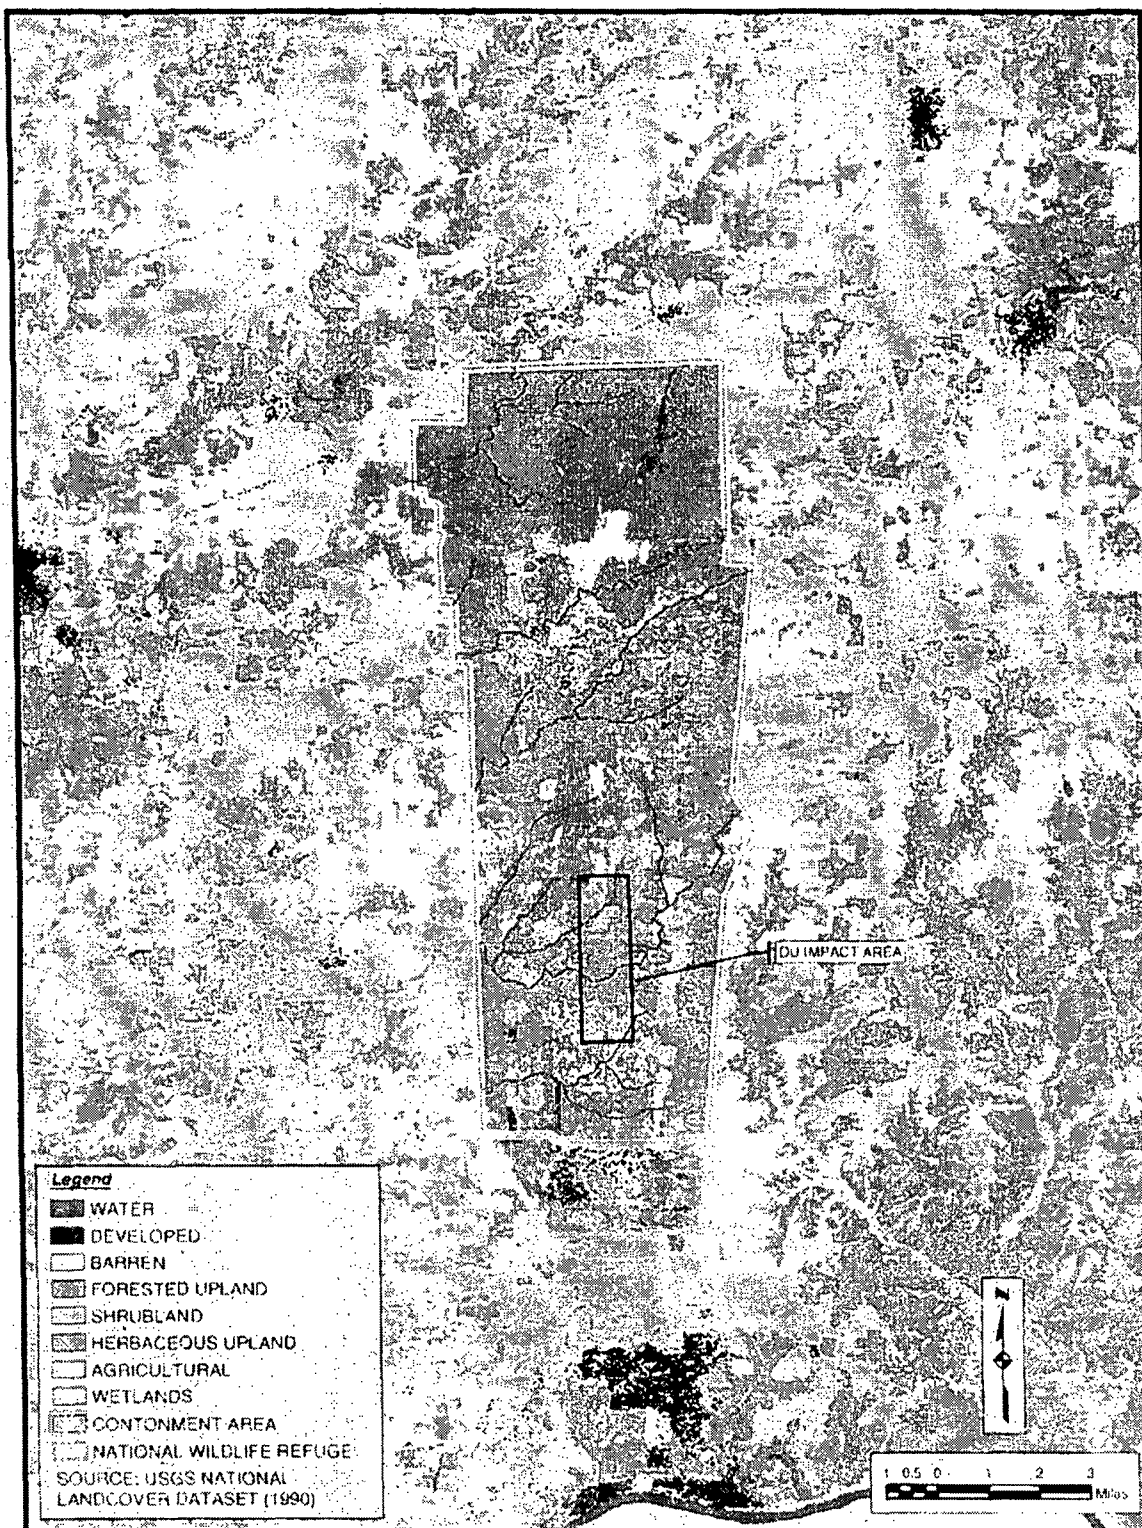 DU IMPACT AREA
Legend
WATER
DEVELOPED
BARREN
FORESTED UPLAND
SHRUBLAND
HERBACEOUS UPLAND
AGRICULTURAL
WETLANDS
CONTONMENT AREA
NATIONAL WILDLIFE REFUGE
SOURCE: USGS NATIONAL
LANDCOVER DATASET (1990)
N
1 0.5 0 1 2 3
Miles